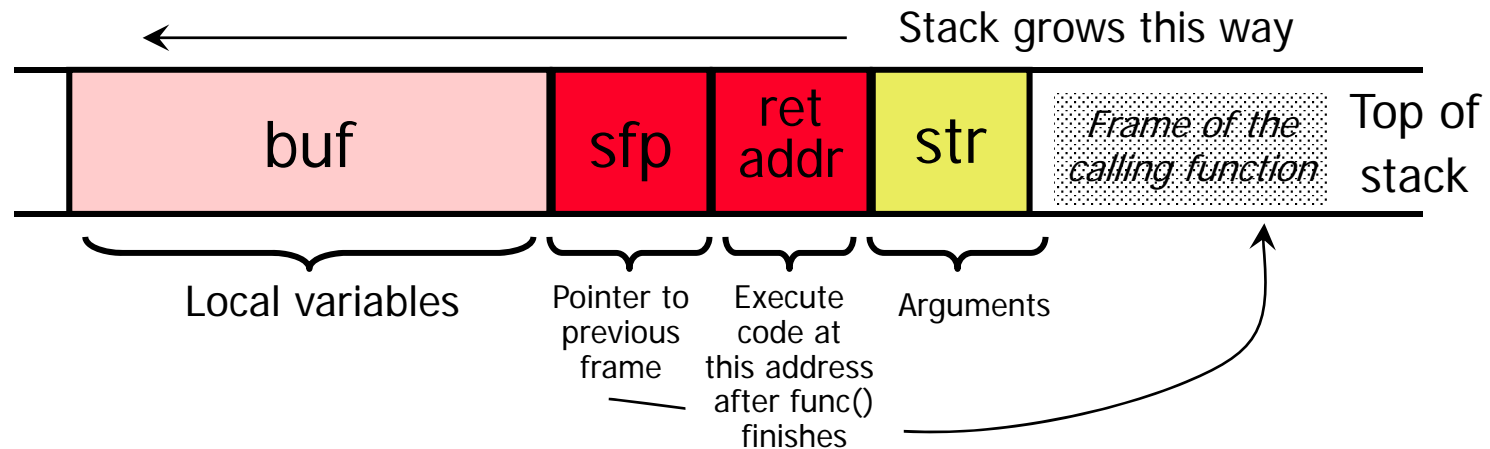 Stack grows this way
buf
sfp
ret
addr
str
Frame of the
calling function
Top of
stack
Local variables
Pointer to
previous
frame
Execute
code at
this address
after func()
finishes
Arguments